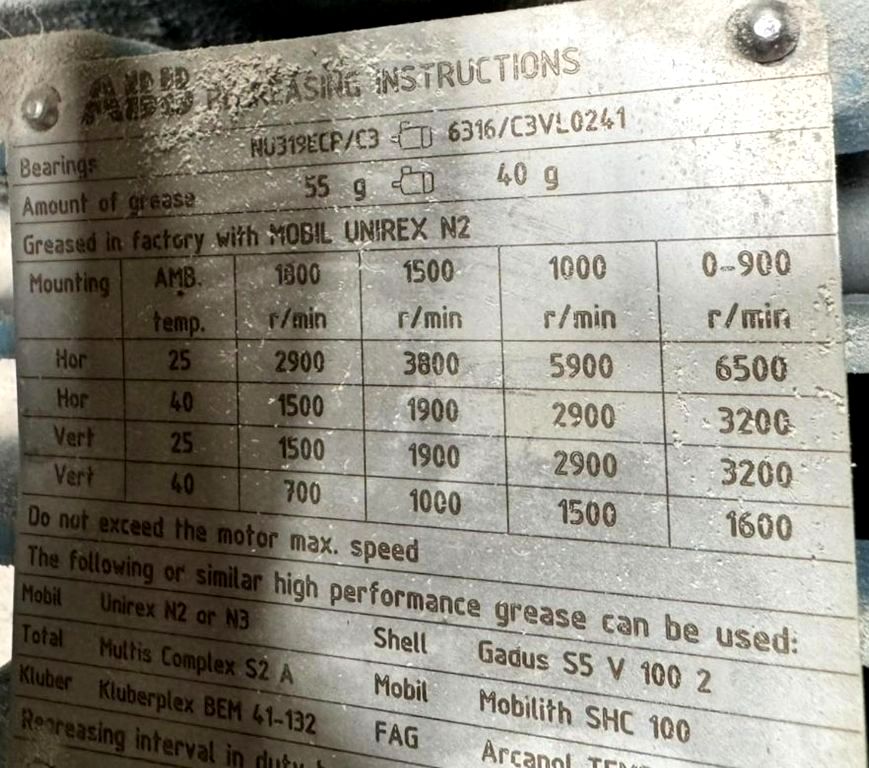 ABB REGREASING INSTRUCTIONS
Bearings NU319ECP/C3 6316/C3VL0241
Amount of grease 55 g 40 g
Greased in factory with MOBIL UNIREX N2
Mounting AMB. 1800 1500 1000 0-900
temp. r/min r/min r/min r/min
Hor 25 2900 3800 5900 6500
Hor 40 1500 1900 2900 3200
Vert 25 1500 1900 2900 3200
Vert 40 700 1000 1500 1600
Do not exceed the motor max. speed
The following or similar high performance grease can be used:
Mobil Unirex N2 or N3 Shell Gadus S5 V 100 2
Total Multis Complex S2 A Mobil Mobilith SHC 100
Kluber Kluberplex BEM 41-132 FAG Arcanol
Regreasing interval in duty